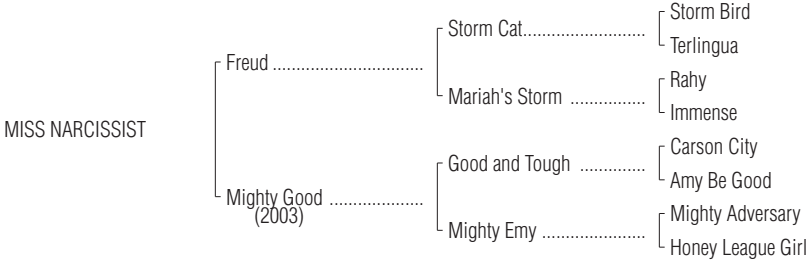 Storm Bird
Storm Cat..........................
Terlingua
Freud ................................
Rahy
Mariah's Storm ................
Immense
MISS NARCISSIST
Carson City
Good and Tough ..............
Amy Be Good
Mighty Good ....................
(2003)
Mighty Adversary
Mighty Emy ......................
Honey League Girl